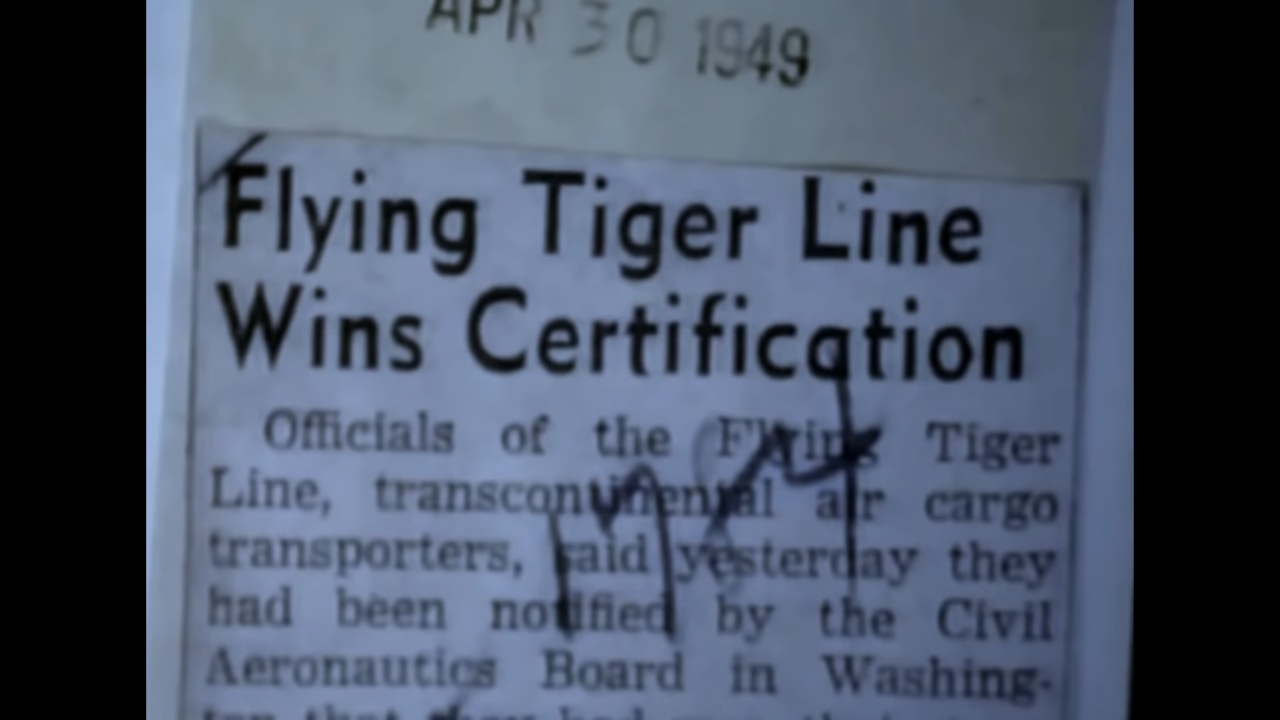 APR 30 1949
Flying Tiger Line
Wins Certification
Officials of the Flying Tiger
Line, transcontinental air cargo
transporters, said yesterday they
had been notified by the Civil
Aeronautics Board in Washing-